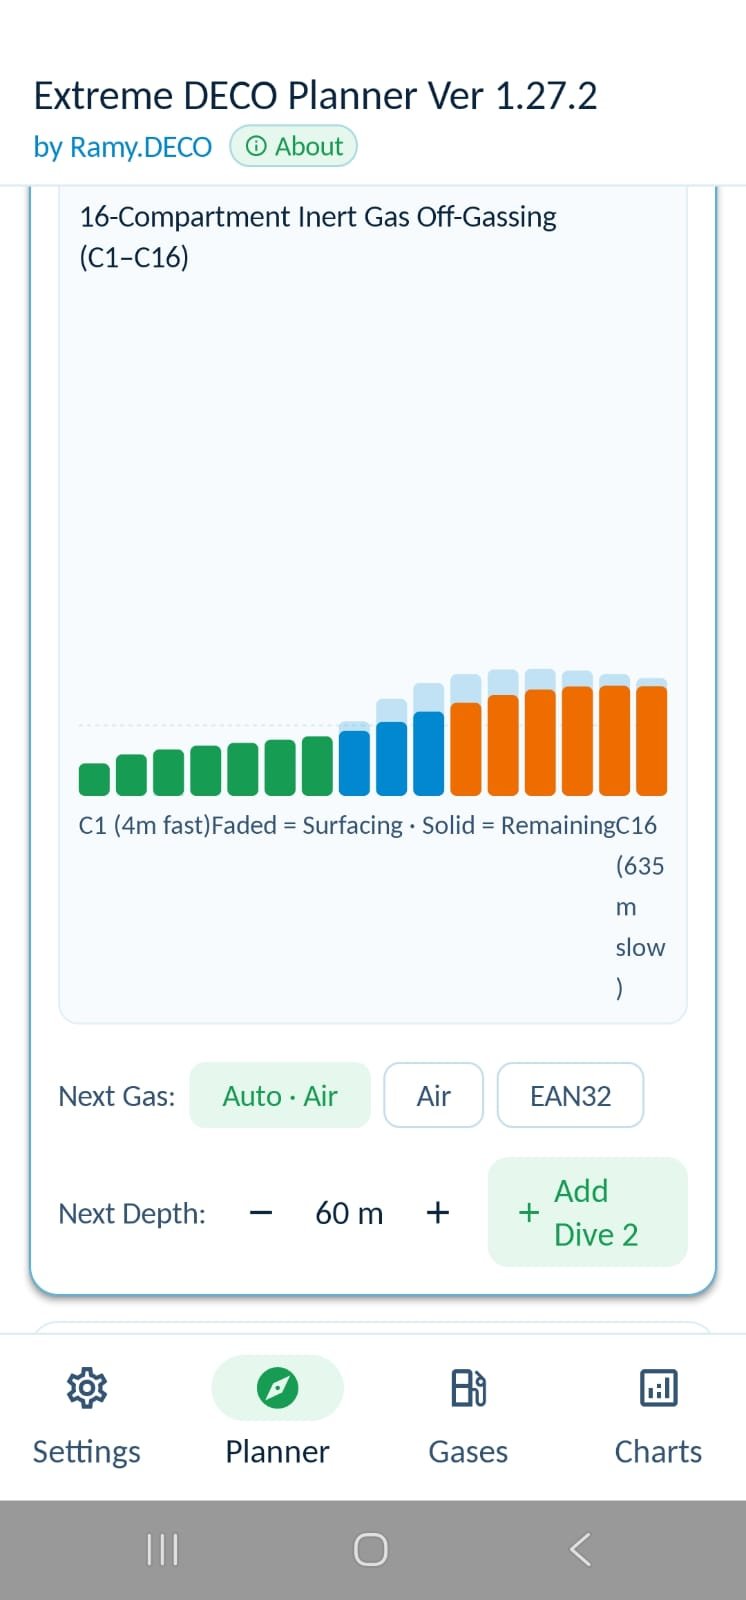 Extreme DECO Planner Ver 1.27.2
by Ramy.DECO
About
16-Compartment Inert Gas Off-Gassing
(C1–C16)
C1 (4m fast)Faded = Surfacing · Solid = RemainingC16
(635
m
slow
)
Next Gas: Auto · Air Air EAN32
Next Depth: − 60 m + + Add
Dive 2
Settings Planner Gases Charts